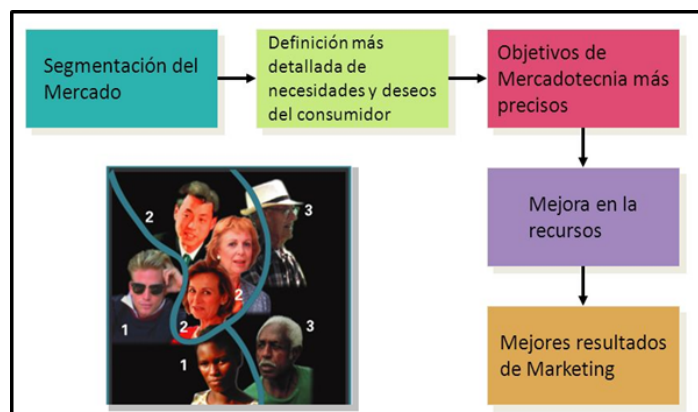 Segmentación del
Mercado
Definición más
detallada de
necesidades y deseos
del consumidor
Objetivos de
Mercadotecnia más
precisos
Mejora en la
recursos
Mejores resultados
de Marketing
2
3
2
1
2
3
1